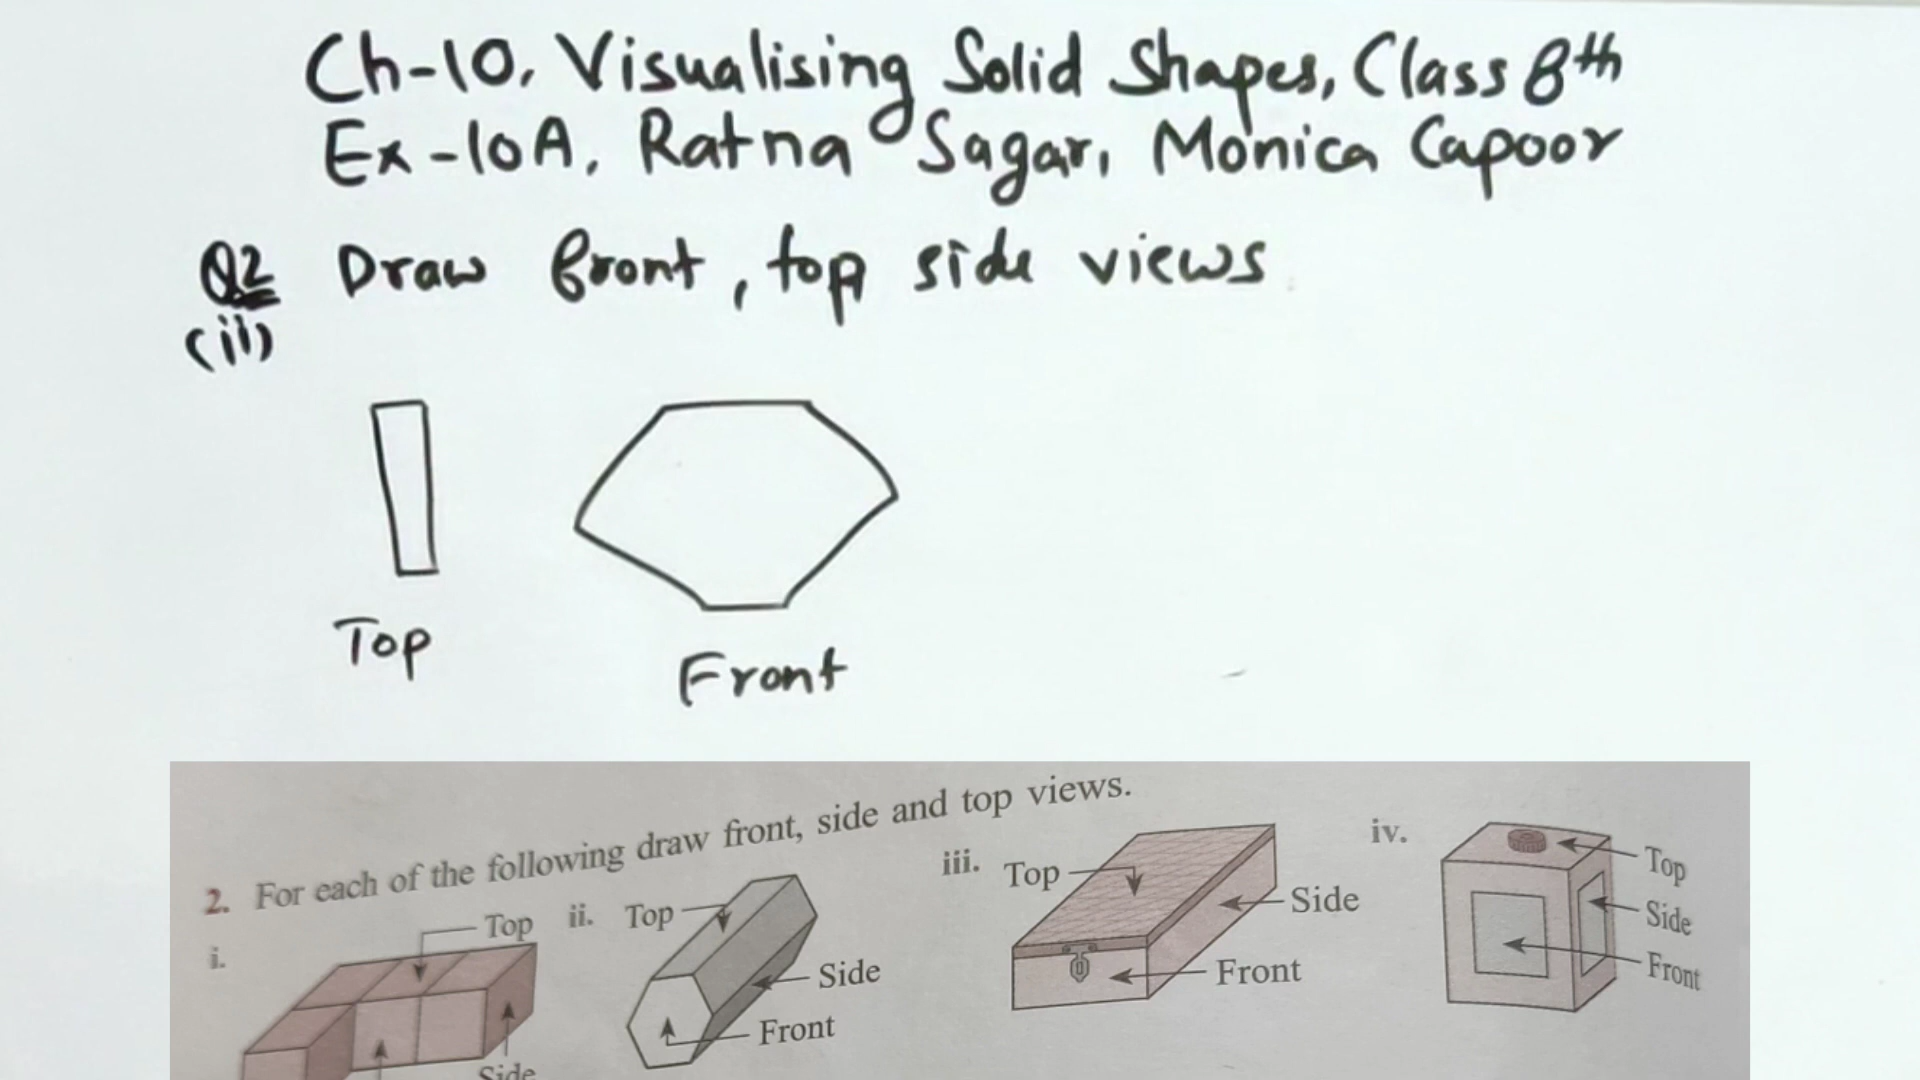 Ch-10, Visualising Solid Shapes, Class 8th
Ex-10A, Ratna Sagar, Monica Capoor
Q2 Draw front, top side views
(ii)
Top
Front
2. For each of the following draw front, side and top views.
i.
Top
Side
ii.
Top
Side
Front
iii.
Top
Side
Front
iv.
Top
Side
Front